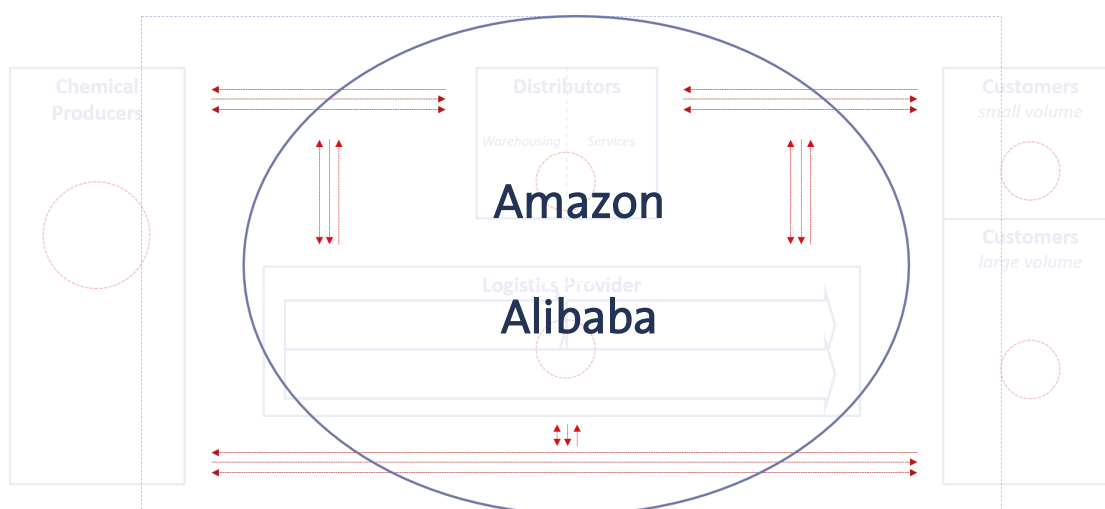 Chemical
Producers
Distributors
Warehousing Services
Customers
small volume
Amazon
Customers
large volume
Logistics Provider
Alibaba